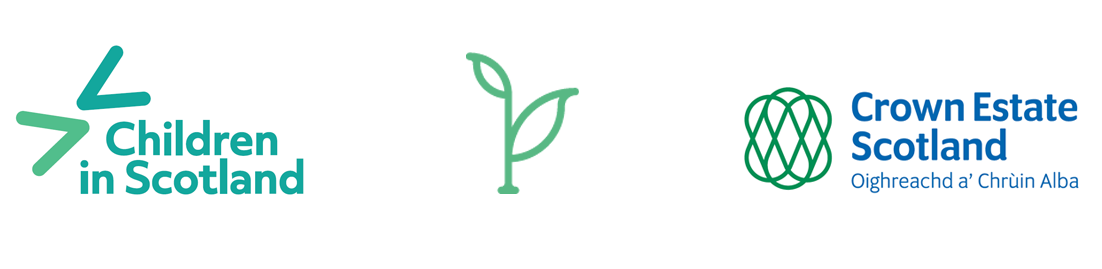 Children
in Scotland
Crown Estate
Scotland
Oighreachd a' Chrùin Alba